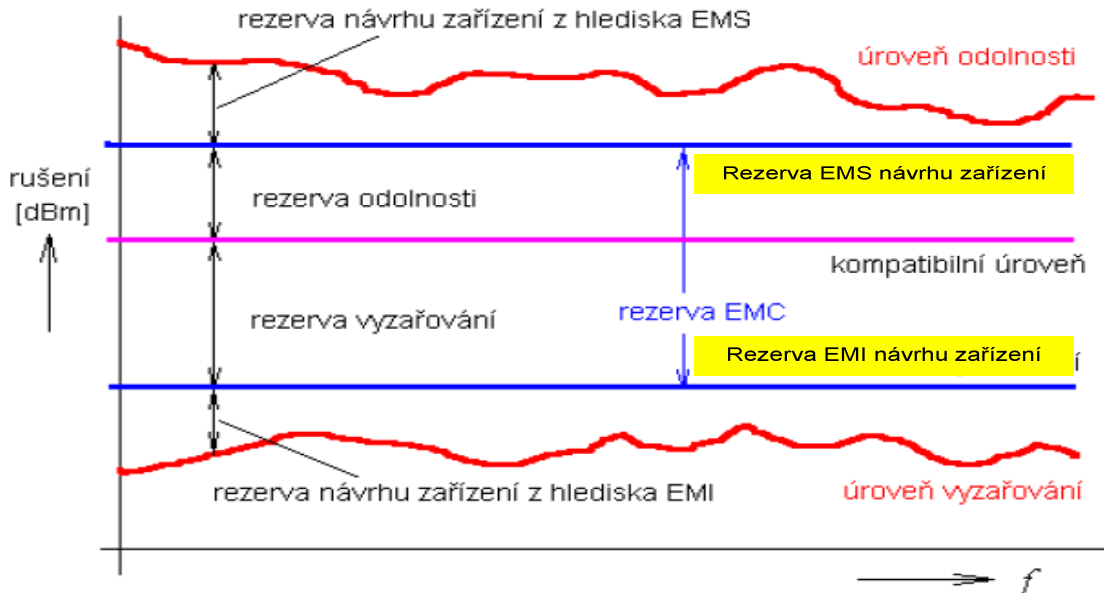 rezerva návrhu zařízení z hlediska EMS
úroveň odolnosti
Rezerva EMS návrhu zařízení
rušení
[dBm]
rezerva odolnosti
kompatibilní úroveň
rezerva vyzařování
rezerva EMC
Rezerva EMI návrhu zařízení
í
rezerva návrhu zařízení z hlediska EMI
úroveň vyzařování
f